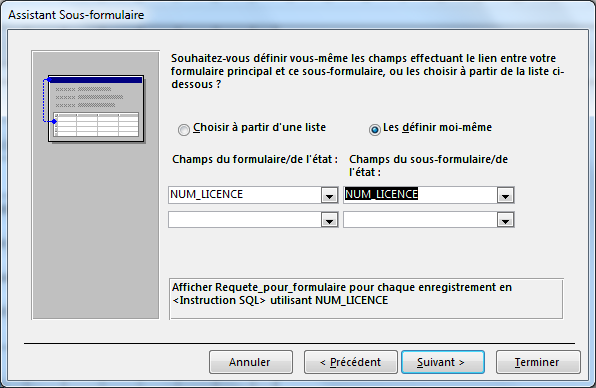 Assistant Sous-formulaire
Souhaitez-vous définir vous-même les champs effectuant le lien entre votre
formulaire principal et ce sous-formulaire, ou les choisir à partir de la liste ci-
dessous ?
Choisir à partir d'une liste
Les définir moi-même
Champs du formulaire/de l'état :
Champs du sous-formulaire/de
l'état :
NUM_LICENCE
NUM_LICENCE
Afficher Requete_pour_formulaire pour chaque enregistrement en
<Instruction SQL> utilisant NUM_LICENCE
Annuler
< Précédent
Suivant >
Terminer